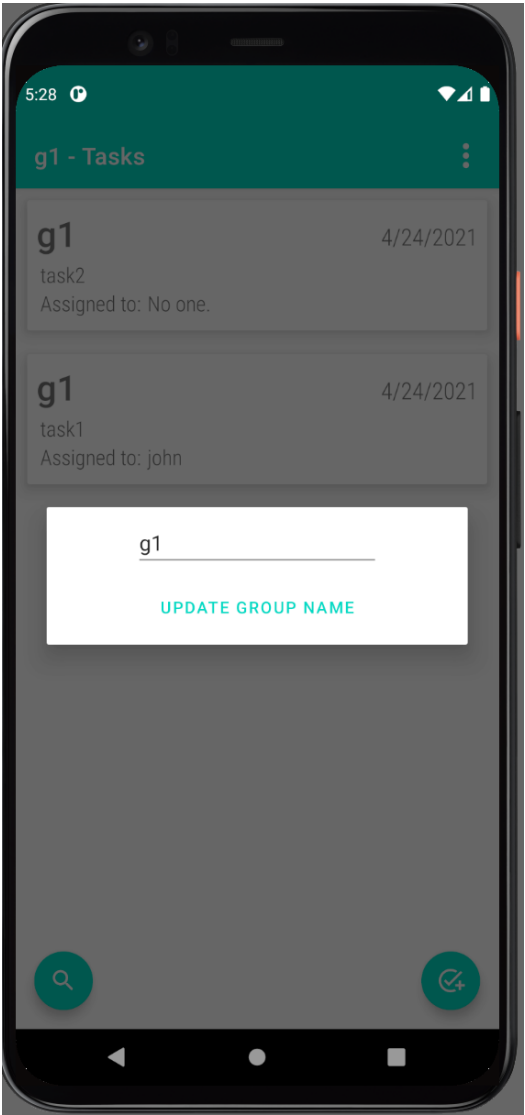 5:28
g1 - Tasks
g1
4/24/2021
task2
Assigned to: No one.
g1
4/24/2021
task1
Assigned to: john
g1
UPDATE GROUP NAME